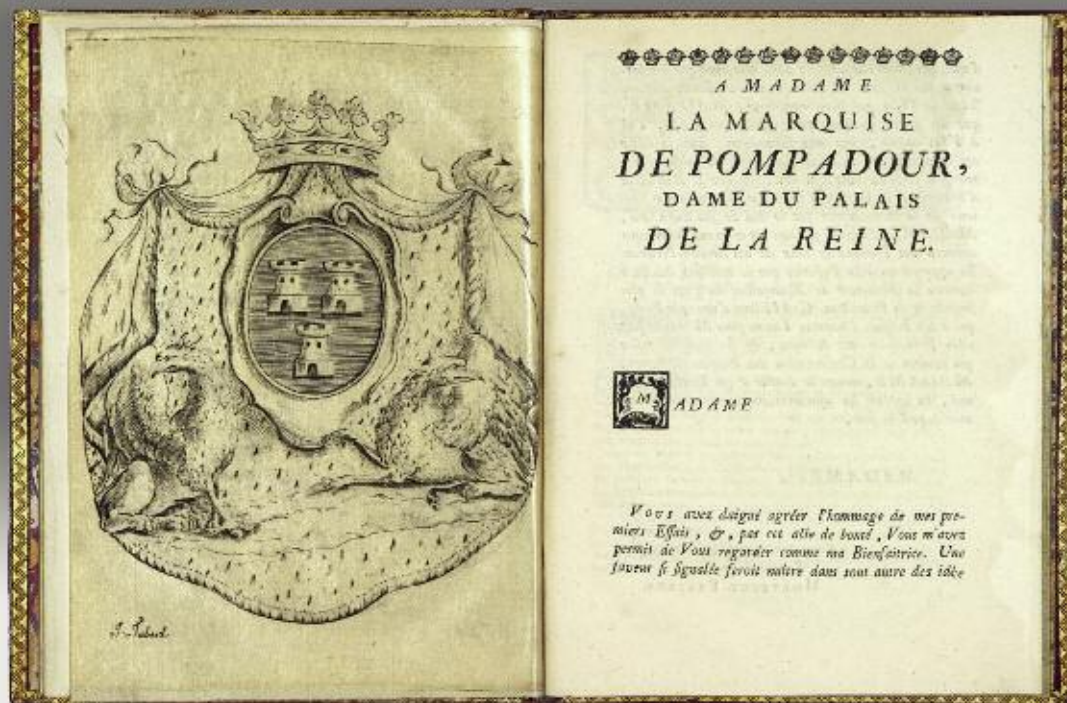 A MADAME
LA MARQUISE
DE POMPADOUR,
DAME DU PALAIS
DE LA REINE.
MADAME
Vous avez daigné agréer l'hommage de mes pre-
miers Essais, &, par cet acte de bonté, Vous m'avez
permis de Vous regarder comme ma Bienfaitrice. Une
faveur si signalée feroit naître dans tout autre des idée